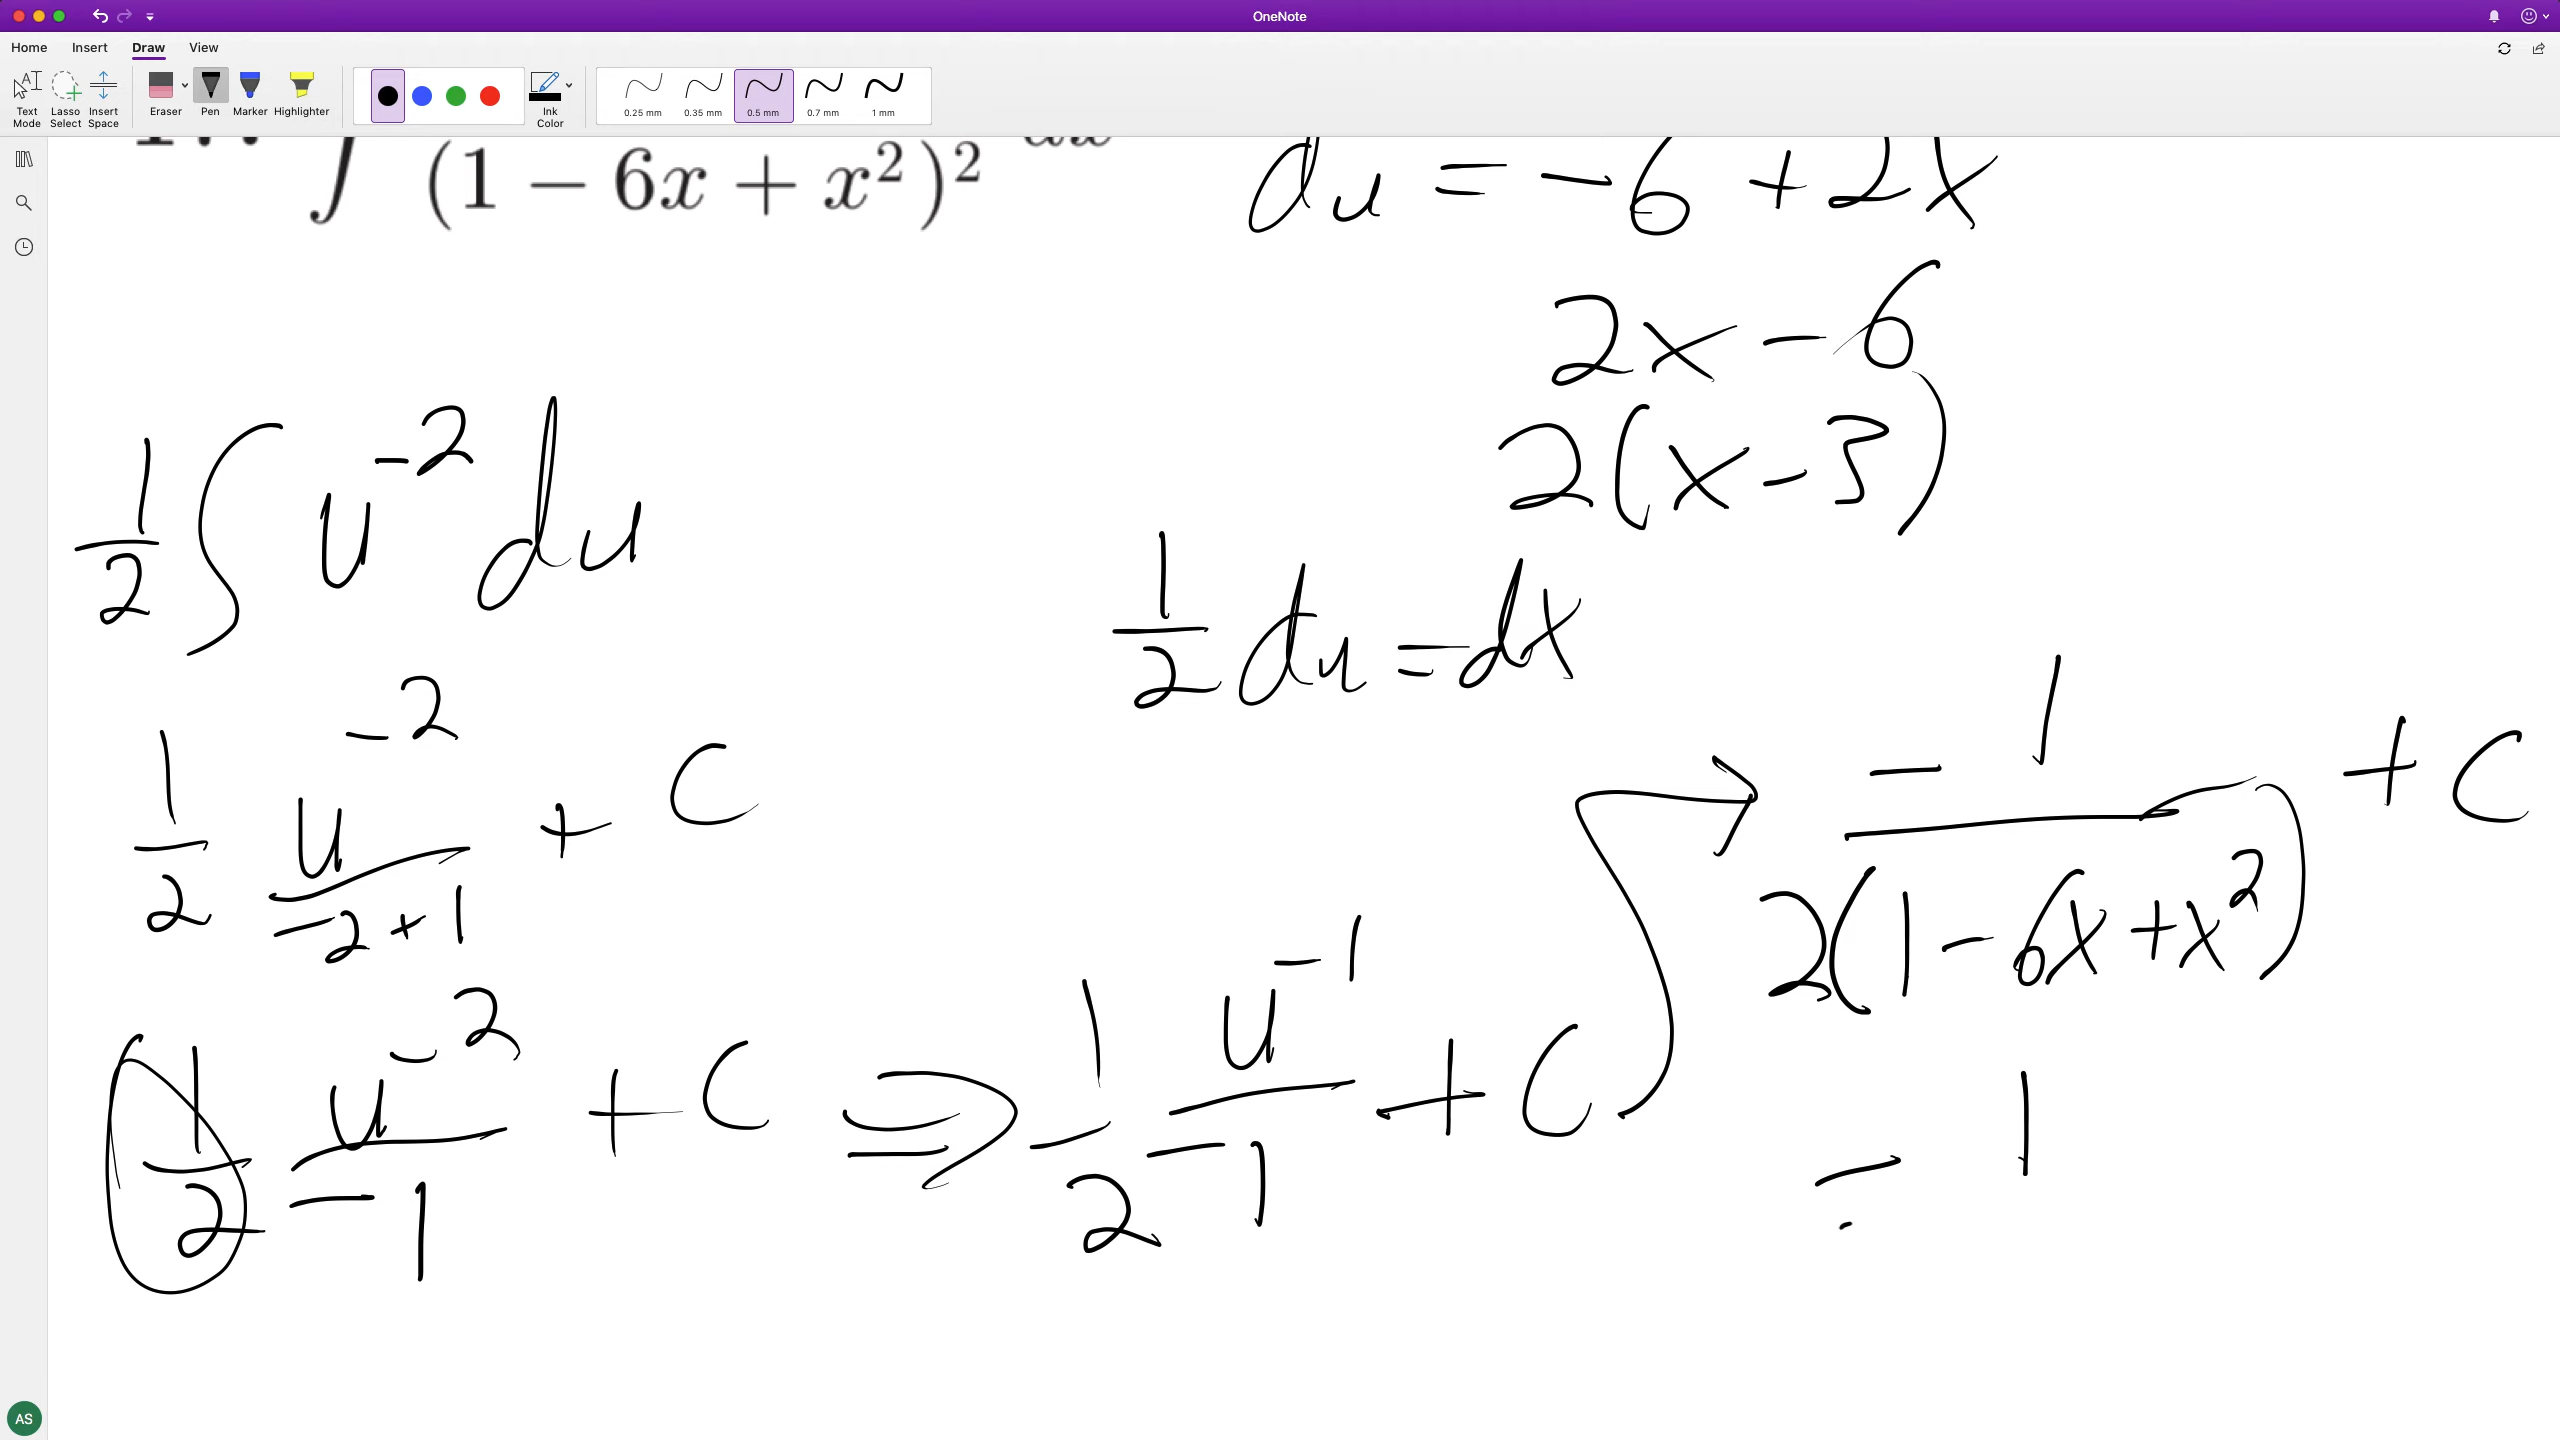 OneNote
Home Insert Draw View
Text Mode Lasso Select Insert Space Eraser Pen Marker Highlighter Ink Color 0.25 mm 0.35 mm 0.5 mm 0.7 mm 1 mm
∫ (1 − 6x + x²)²
du = -6 + 2x
2x - 6
2(x - 3)
1/2 ∫ u^-2 du
1/2 du = dx
1/2 u^-2/(-2+1) + C
-1/(2(1 - 6x + x²)) + C
1/2 u^-2/-1 + C ⇒ 1/2 u^-1/-1 + C
- 1
AS